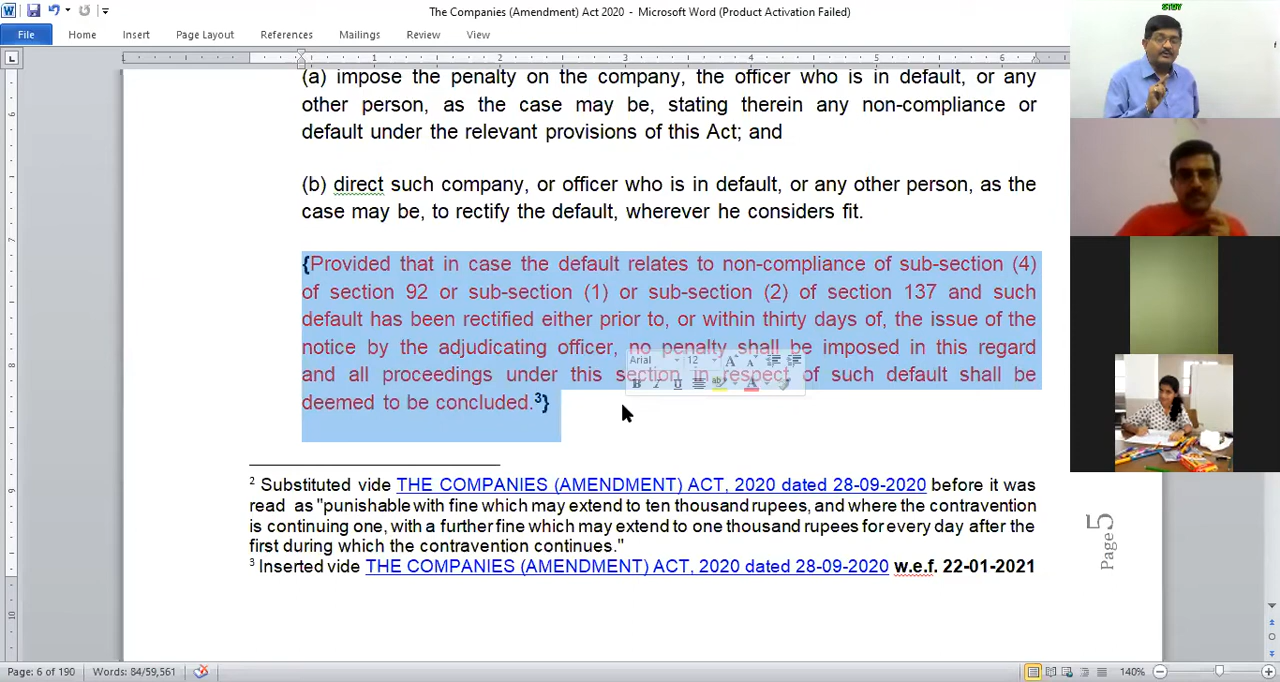 The Companies (Amendment) Act 2020 - Microsoft Word (Product Activation Failed)
STUDY
File Home Insert Page Layout References Mailings Review View
1 1 2 3 4 5 6
(a) impose the penalty on the company, the officer who is in default, or any
other person, as the case may be, stating therein any non-compliance or
default under the relevant provisions of this Act; and
(b) direct such company, or officer who is in default, or any other person, as the
case may be, to rectify the default, wherever he considers fit.
{Provided that in case the default relates to non-compliance of sub-section (4)
of section 92 or sub-section (1) or sub-section (2) of section 137 and such
default has been rectified either prior to, or within thirty days of, the issue of the
notice by the adjudicating officer, no penalty shall be imposed in this regard
Arial 12
and all proceedings under this section in respect of such default shall be
deemed to be concluded.3}
2 Substituted vide THE COMPANIES (AMENDMENT) ACT, 2020 dated 28-09-2020 before it was
read as "punishable with fine which may extend to ten thousand rupees, and where the contravention
is continuing one, with a further fine which may extend to one thousand rupees for every day after the
first during which the contravention continues."
3 Inserted vide THE COMPANIES (AMENDMENT) ACT, 2020 dated 28-09-2020 w.e.f. 22-01-2021
Page 5
Page: 6 of 190 Words: 84/59,561 140%